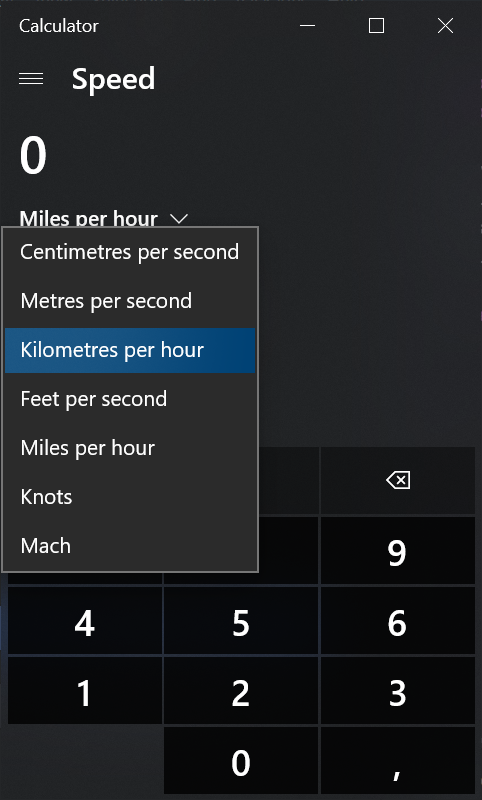 Calculator
Speed
0
Miles per hour
Centimetres per second
Metres per second
Kilometres per hour
Feet per second
Miles per hour
Knots
Mach
9
4 5 6
1 2 3
0 ,